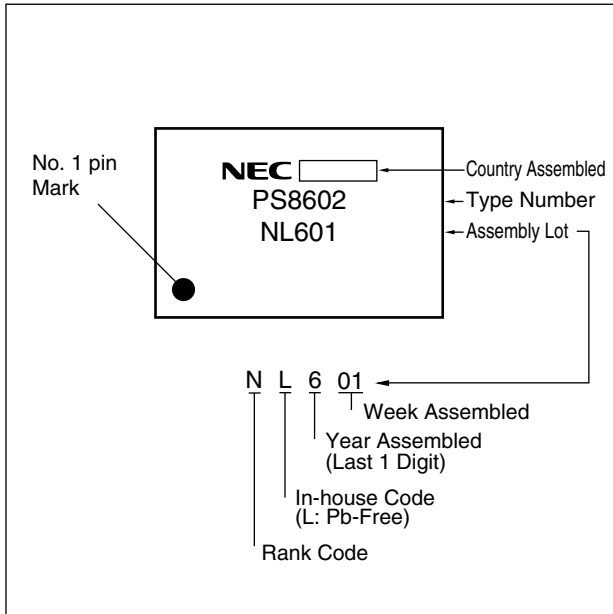 No. 1 pin
Mark
NEC
Country Assembled
PS8602
Type Number
NL601
Assembly Lot
N L 6 01
Week Assembled
Year Assembled
(Last 1 Digit)
In-house Code
(L: Pb-Free)
Rank Code